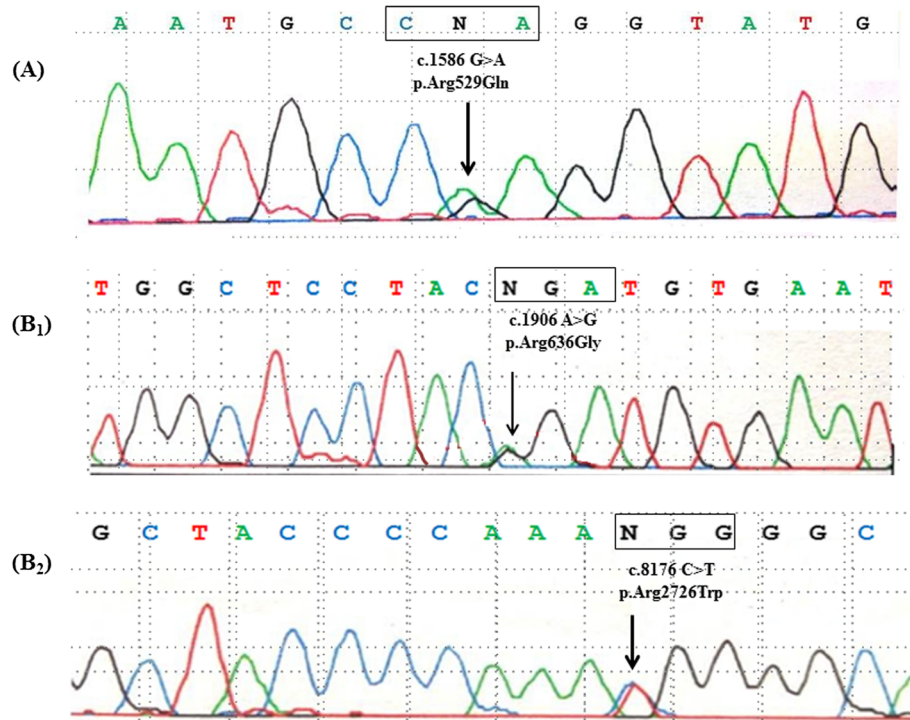 A A T G C C N A G G T A T G
(A)
c.1586 G>A
p.Arg529Gln
T G G C T C C T A C N G A T G T G A A T
(B1)
c.1906 A>G
p.Arg636Gly
G C T A C C C C A A A N G G G G C
(B2)
c.8176 C>T
p.Arg2726Trp